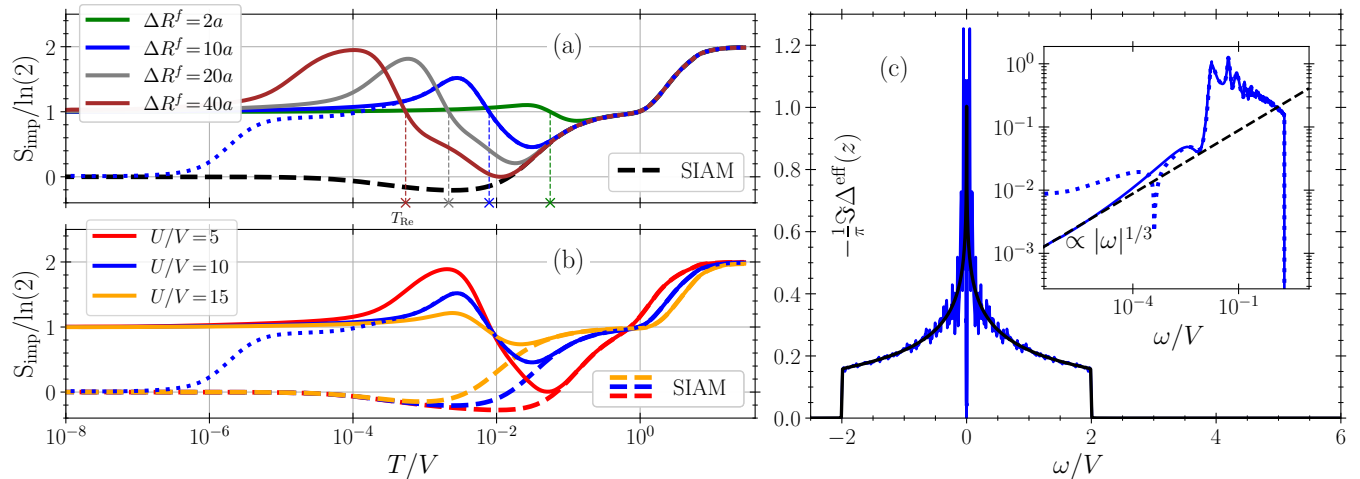 ΔR^f=2a
ΔR^f=10a
ΔR^f=20a
ΔR^f=40a
(a)
SIAM
S_imp/ln(2)
2
1
0
T_Re
U/V=5
U/V=10
U/V=15
(b)
SIAM
S_imp/ln(2)
2
1
0
10^−8 10^−6 10^−4 10^−2 10^0
T/V
(c)
−1/π ℑΔ^eff(z)
1.2
1.0
0.8
0.6
0.4
0.2
0.0
−2 0 2 4 6
ω/V
10^0
10^−1
10^−2
10^−3
∝ |ω|^1/3
10^−4 10^−1
ω/V